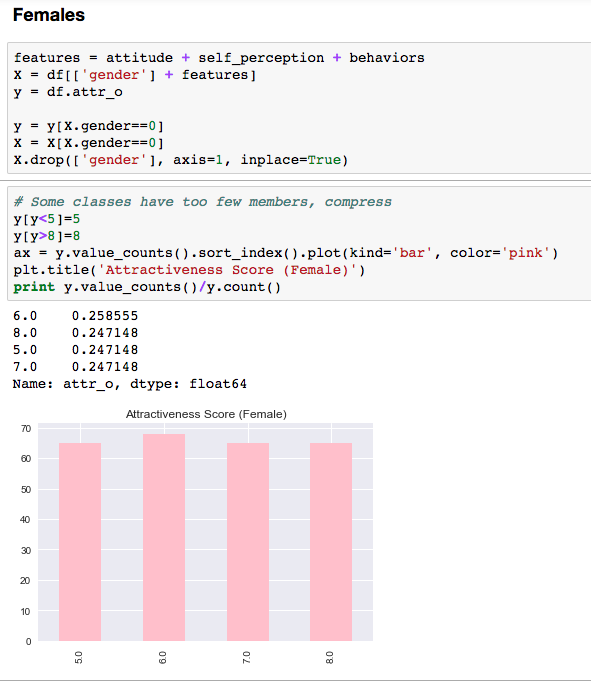 Females
features = attitude + self_perception + behaviors
X = df[['gender'] + features]
y = df.attr_o
y = y[X.gender==0]
X = X[X.gender==0]
X.drop(['gender'], axis=1, inplace=True)
# Some classes have too few members, compress
y[y<5]=5
y[y>8]=8
ax = y.value_counts().sort_index().plot(kind='bar', color='pink')
plt.title('Attractiveness Score (Female)')
print y.value_counts()/y.count()
6.0    0.258555
8.0    0.247148
5.0    0.247148
7.0    0.247148
Name: attr_o, dtype: float64
Attractiveness Score (Female)
70
60
50
40
30
20
10
0
5.0 6.0 7.0 8.0